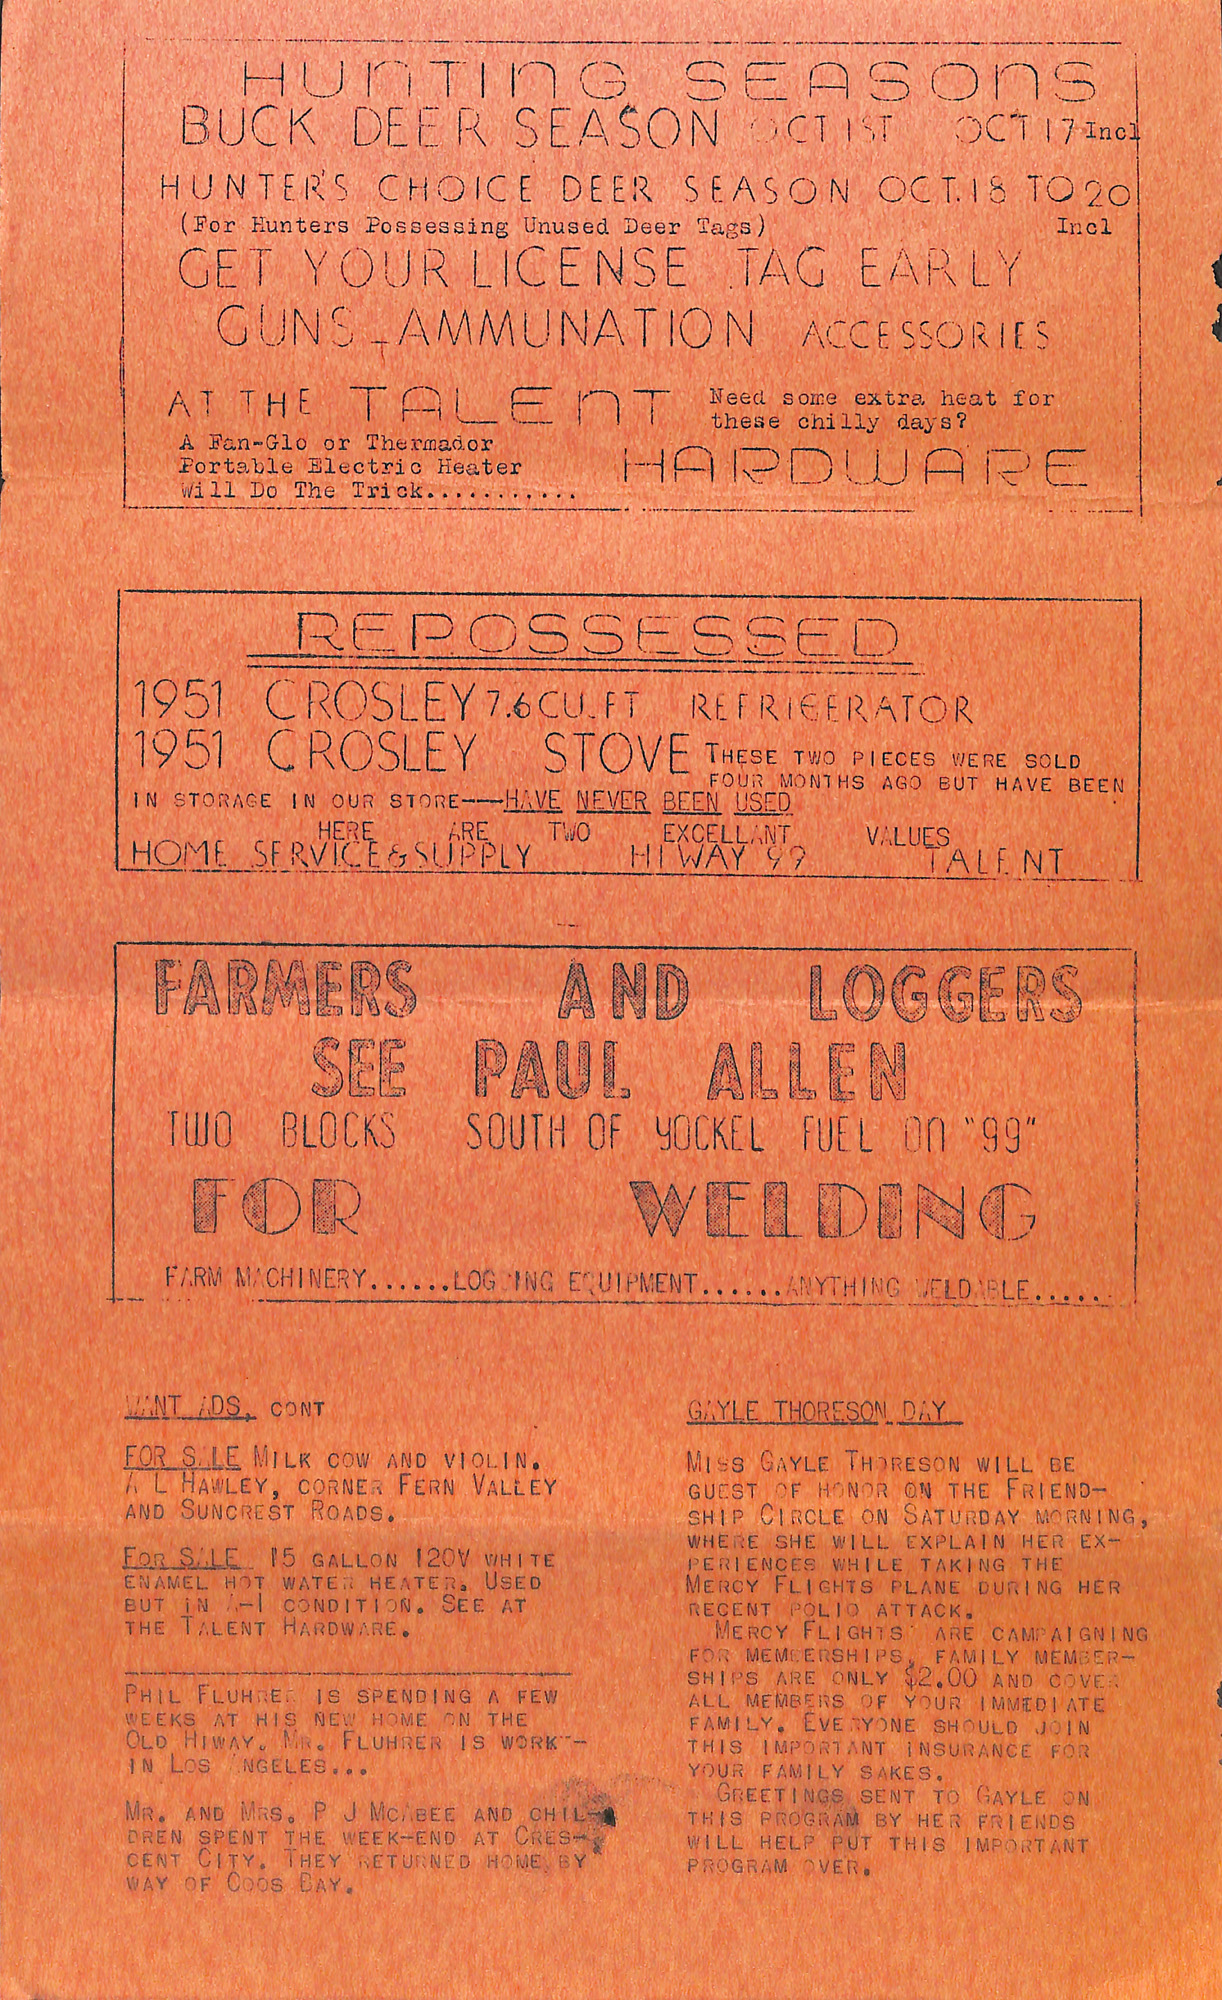 HUNTING SEASONS
BUCK DEER SEASON OCT 1ST OCT 17 Incl
HUNTER'S CHOICE DEER SEASON OCT. 18 TO 20
(For Hunters Possessing Unused Deer Tags) Incl
GET YOUR LICENSE TAG EARLY
GUNS - AMMUNATION ACCESSORIES
AT THE TALENT HARDWARE
Need some extra heat for
these chilly days?
A Fan-Glo or Thermador
Portable Electric Heater
Will Do The Trick...........
REPOSSESSED
1951 CROSLEY 7.6 CU. FT REFRIGERATOR
1951 CROSLEY STOVE THESE TWO PIECES WERE SOLD
FOUR MONTHS AGO BUT HAVE BEEN
IN STORAGE IN OUR STORE---HAVE NEVER BEEN USED
HERE ARE TWO EXCELLANT VALUES
HOME SERVICE & SUPPLY HI WAY 99 TALENT
FARMERS AND LOGGERS
SEE PAUL ALLEN
TWO BLOCKS SOUTH OF YOCKEL FUEL ON "99"
FOR WELDING
FARM MACHINERY.......LOGGING EQUIPMENT.......ANYTHING WELDABLE......
WANT ADS, CONT
FOR SALE MILK COW AND VIOLIN.
A L HAWLEY, CORNER FERN VALLEY
AND SUNCREST ROADS.
FOR SALE 15 GALLON 120V WHITE
ENAMEL HOT WATER HEATER. USED
BUT IN A-1 CONDITION. SEE AT
THE TALENT HARDWARE.
PHIL FLUHRER IS SPENDING A FEW
WEEKS AT HIS NEW HOME ON THE
OLD HIWAY. MR. FLUHRER IS WORK--
IN LOS ANGELES...
MR. AND MRS. P J MCABEE AND CHIL-
DREN SPENT THE WEEK-END AT CRES-
CENT CITY. THEY RETURNED HOME BY
WAY OF COOS BAY.
GAYLE THORESON DAY
MISS GAYLE THORESON WILL BE
GUEST OF HONOR ON THE FRIEND-
SHIP CIRCLE ON SATURDAY MORNING,
WHERE SHE WILL EXPLAIN HER EX-
PERIENCES WHILE TAKING THE
MERCY FLIGHTS PLANE DURING HER
RECENT POLIO ATTACK.
MERCY FLIGHTS' ARE CAMPAIGNING
FOR MEMBERSHIPS, FAMILY MEMBER-
SHIPS ARE ONLY $2.00 AND COVER
ALL MEMBERS OF YOUR IMMEDIATE
FAMILY. EVERYONE SHOULD JOIN
THIS IMPORTANT INSURANCE FOR
YOUR FAMILY SAKES.
GREETINGS SENT TO GAYLE ON
THIS PROGRAM BY HER FRIENDS
WILL HELP PUT THIS IMPORTANT
PROGRAM OVER.